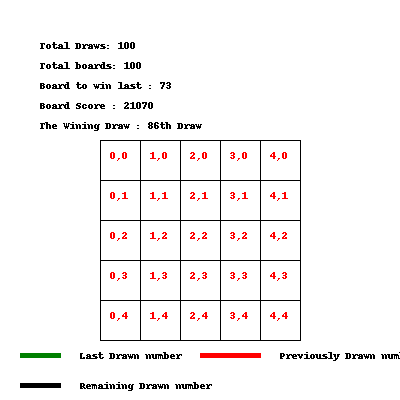 Total Draws: 100
Total boards: 100
Board to win last : 73
Board Score : 21070
The Wining Draw : 86th Draw
0,0 1,0 2,0 3,0 4,0
0,1 1,1 2,1 3,1 4,1
0,2 1,2 2,2 3,2 4,2
0,3 1,3 2,3 3,3 4,3
0,4 1,4 2,4 3,4 4,4
Last Drawn number Previously Drawn num
Remaining Drawn number